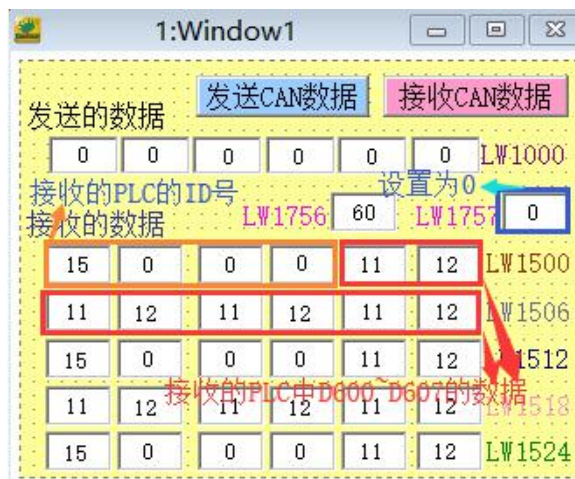 1:Window1
发送CAN数据 接收CAN数据
发送的数据
0 0 0 0 0 0 LW1000
接收的PLC的ID号 设置为0
接收的数据 LW1756 60 LW1757 0
15 0 0 0 11 12 LW1500
11 12 11 12 11 12 LW1506
15 0 0 0 11 12 LW1512
接收的PLC中D600~D607的数据
11 12 11 12 11 12 LW1518
15 0 0 0 11 12 LW1524